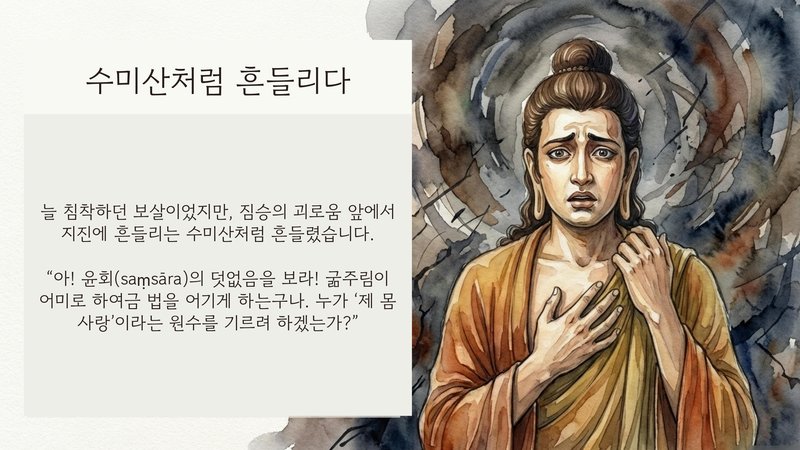 수미산처럼 흔들리다
늘 침착하던 보살이었지만, 짐승의 괴로움 앞에서
지진에 흔들리는 수미산처럼 흔들렸습니다.
“아! 윤회(saṃsāra)의 덧없음을 보라! 굶주림이
어미로 하여금 법을 어기게 하는구나. 누가 ‘제 몸
사랑’이라는 원수를 기르려 하겠는가?”